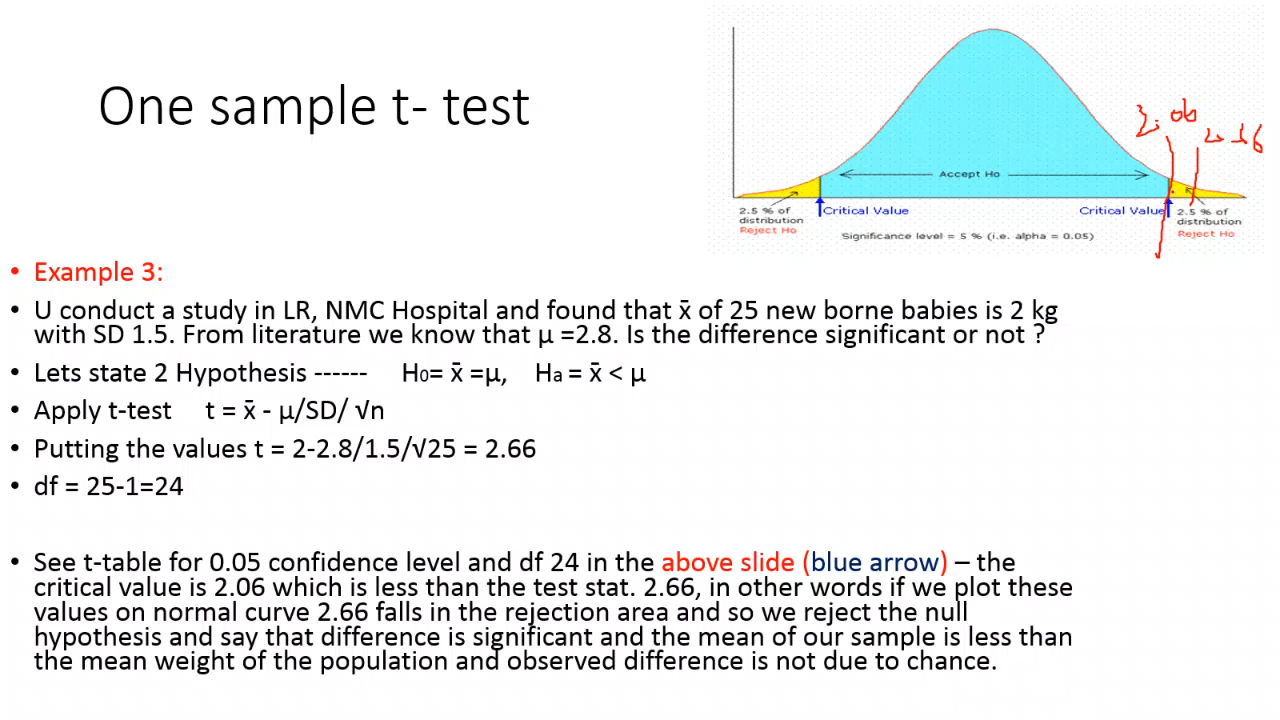 One sample t- test
2.06
2.66
Accept Ho
2.5 % of
distribution
Reject Ho
Critical Value
Critical Value
2.5 % of
distribution
Reject Ho
Significance level = 5 % (i.e. alpha = 0.05)
• Example 3:
• U conduct a study in LR, NMC Hospital and found that x̄ of 25 new borne babies is 2 kg
with SD 1.5. From literature we know that μ =2.8. Is the difference significant or not ?
• Lets state 2 Hypothesis ------ H₀= x̄ =μ, Hₐ = x̄ < μ
• Apply t-test t = x̄ - μ/SD/ √n
• Putting the values t = 2-2.8/1.5/√25 = 2.66
• df = 25-1=24
• See t-table for 0.05 confidence level and df 24 in the above slide (blue arrow) – the
critical value is 2.06 which is less than the test stat. 2.66, in other words if we plot these
values on normal curve 2.66 falls in the rejection area and so we reject the null
hypothesis and say that difference is significant and the mean of our sample is less than
the mean weight of the population and observed difference is not due to chance.